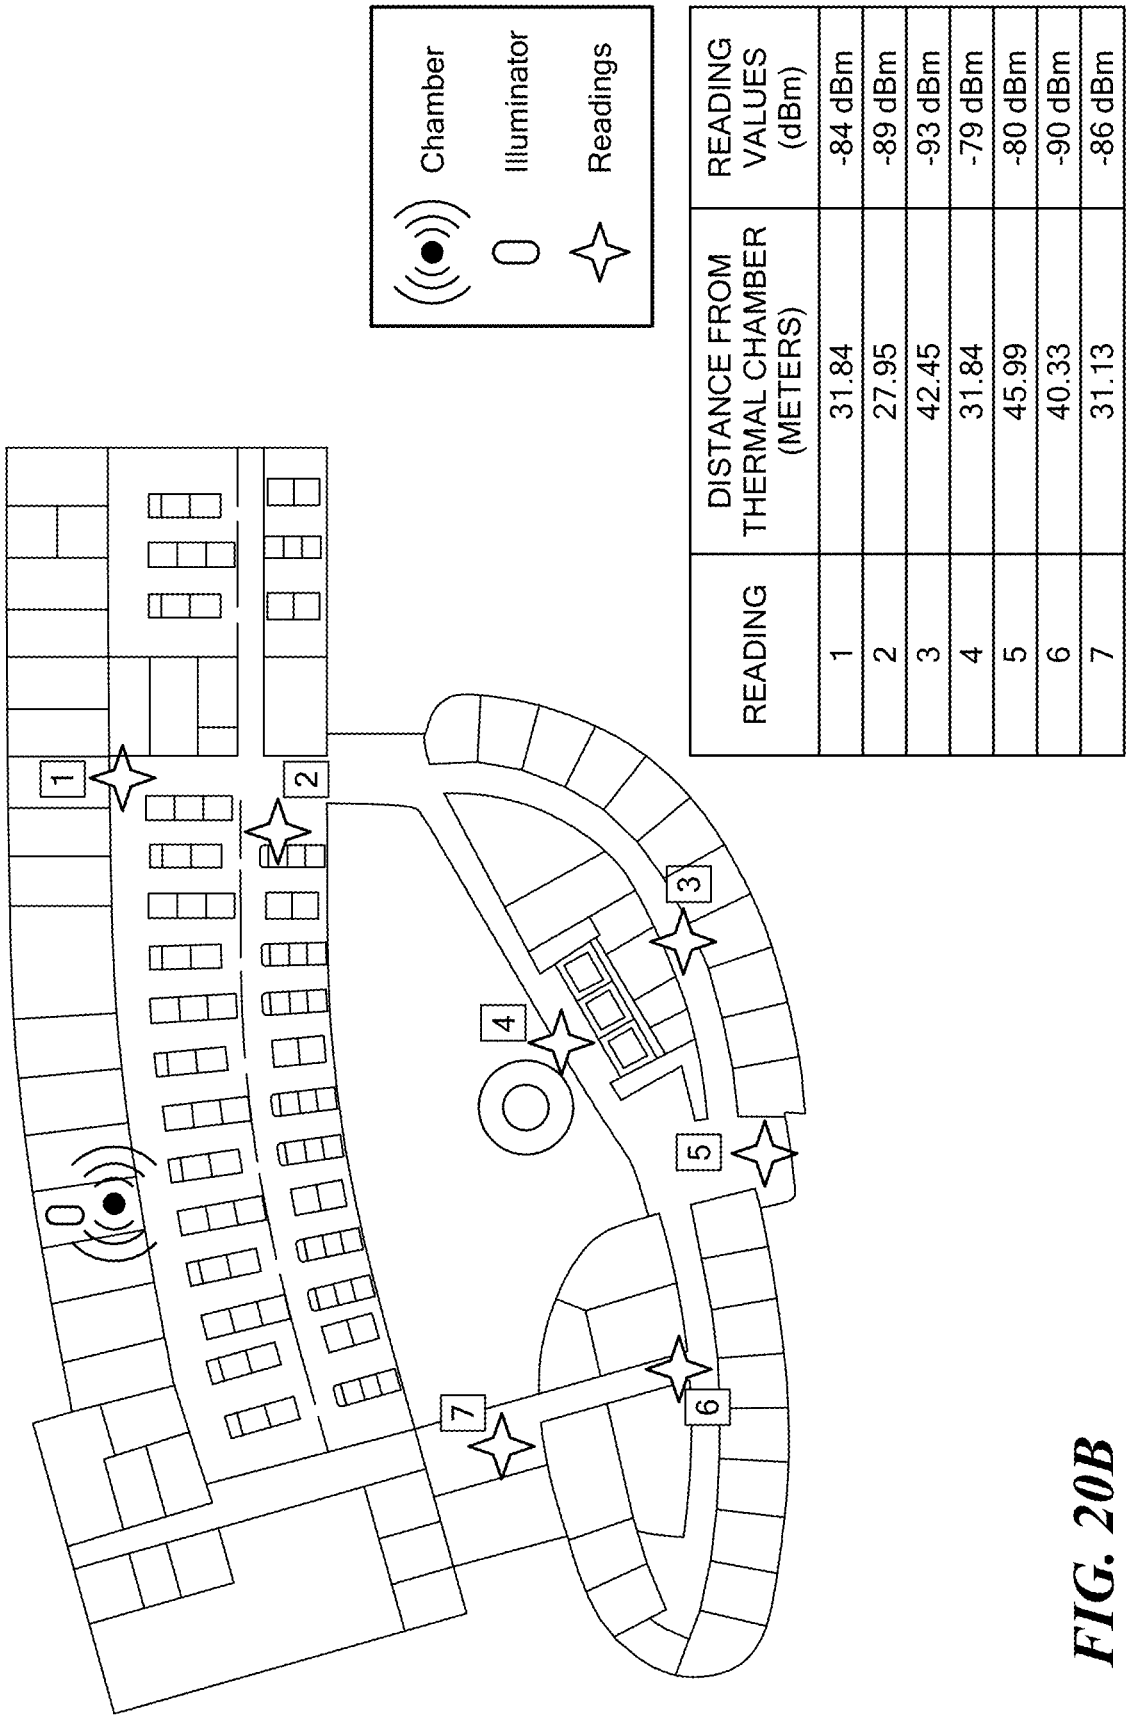 1
2
3
4
5
6
7
Chamber
Illuminator
Readings
READING
DISTANCE FROM
THERMAL CHAMBER
(METERS)
READING
VALUES
(dBm)
1 31.84 -84 dBm
2 27.95 -89 dBm
3 42.45 -93 dBm
4 31.84 -79 dBm
5 45.99 -80 dBm
6 40.33 -90 dBm
7 31.13 -86 dBm
FIG. 20B